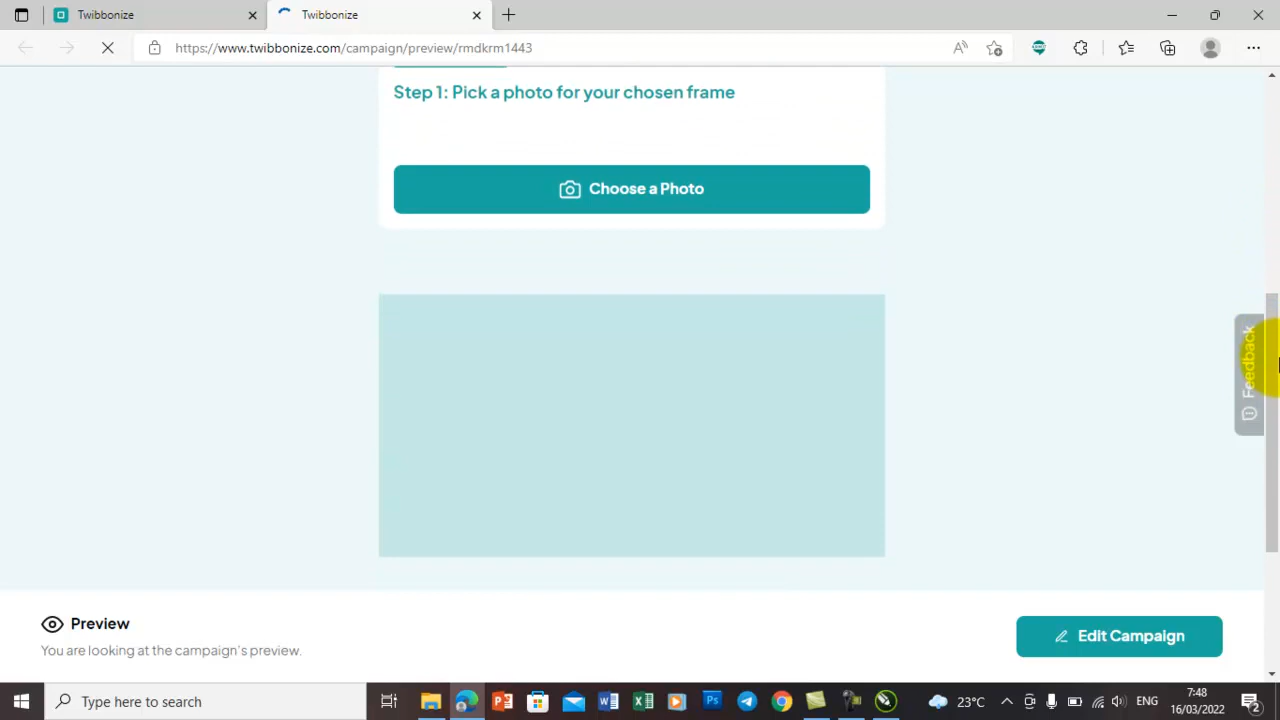 Twibbonize
Twibbonize
https://www.twibbonize.com/campaign/preview/rmdkrm1443
Step 1: Pick a photo for your chosen frame
Choose a Photo
Feedback
Preview
You are looking at the campaign's preview.
Edit Campaign
Type here to search
23°C
ENG
7:48
16/03/2022
2